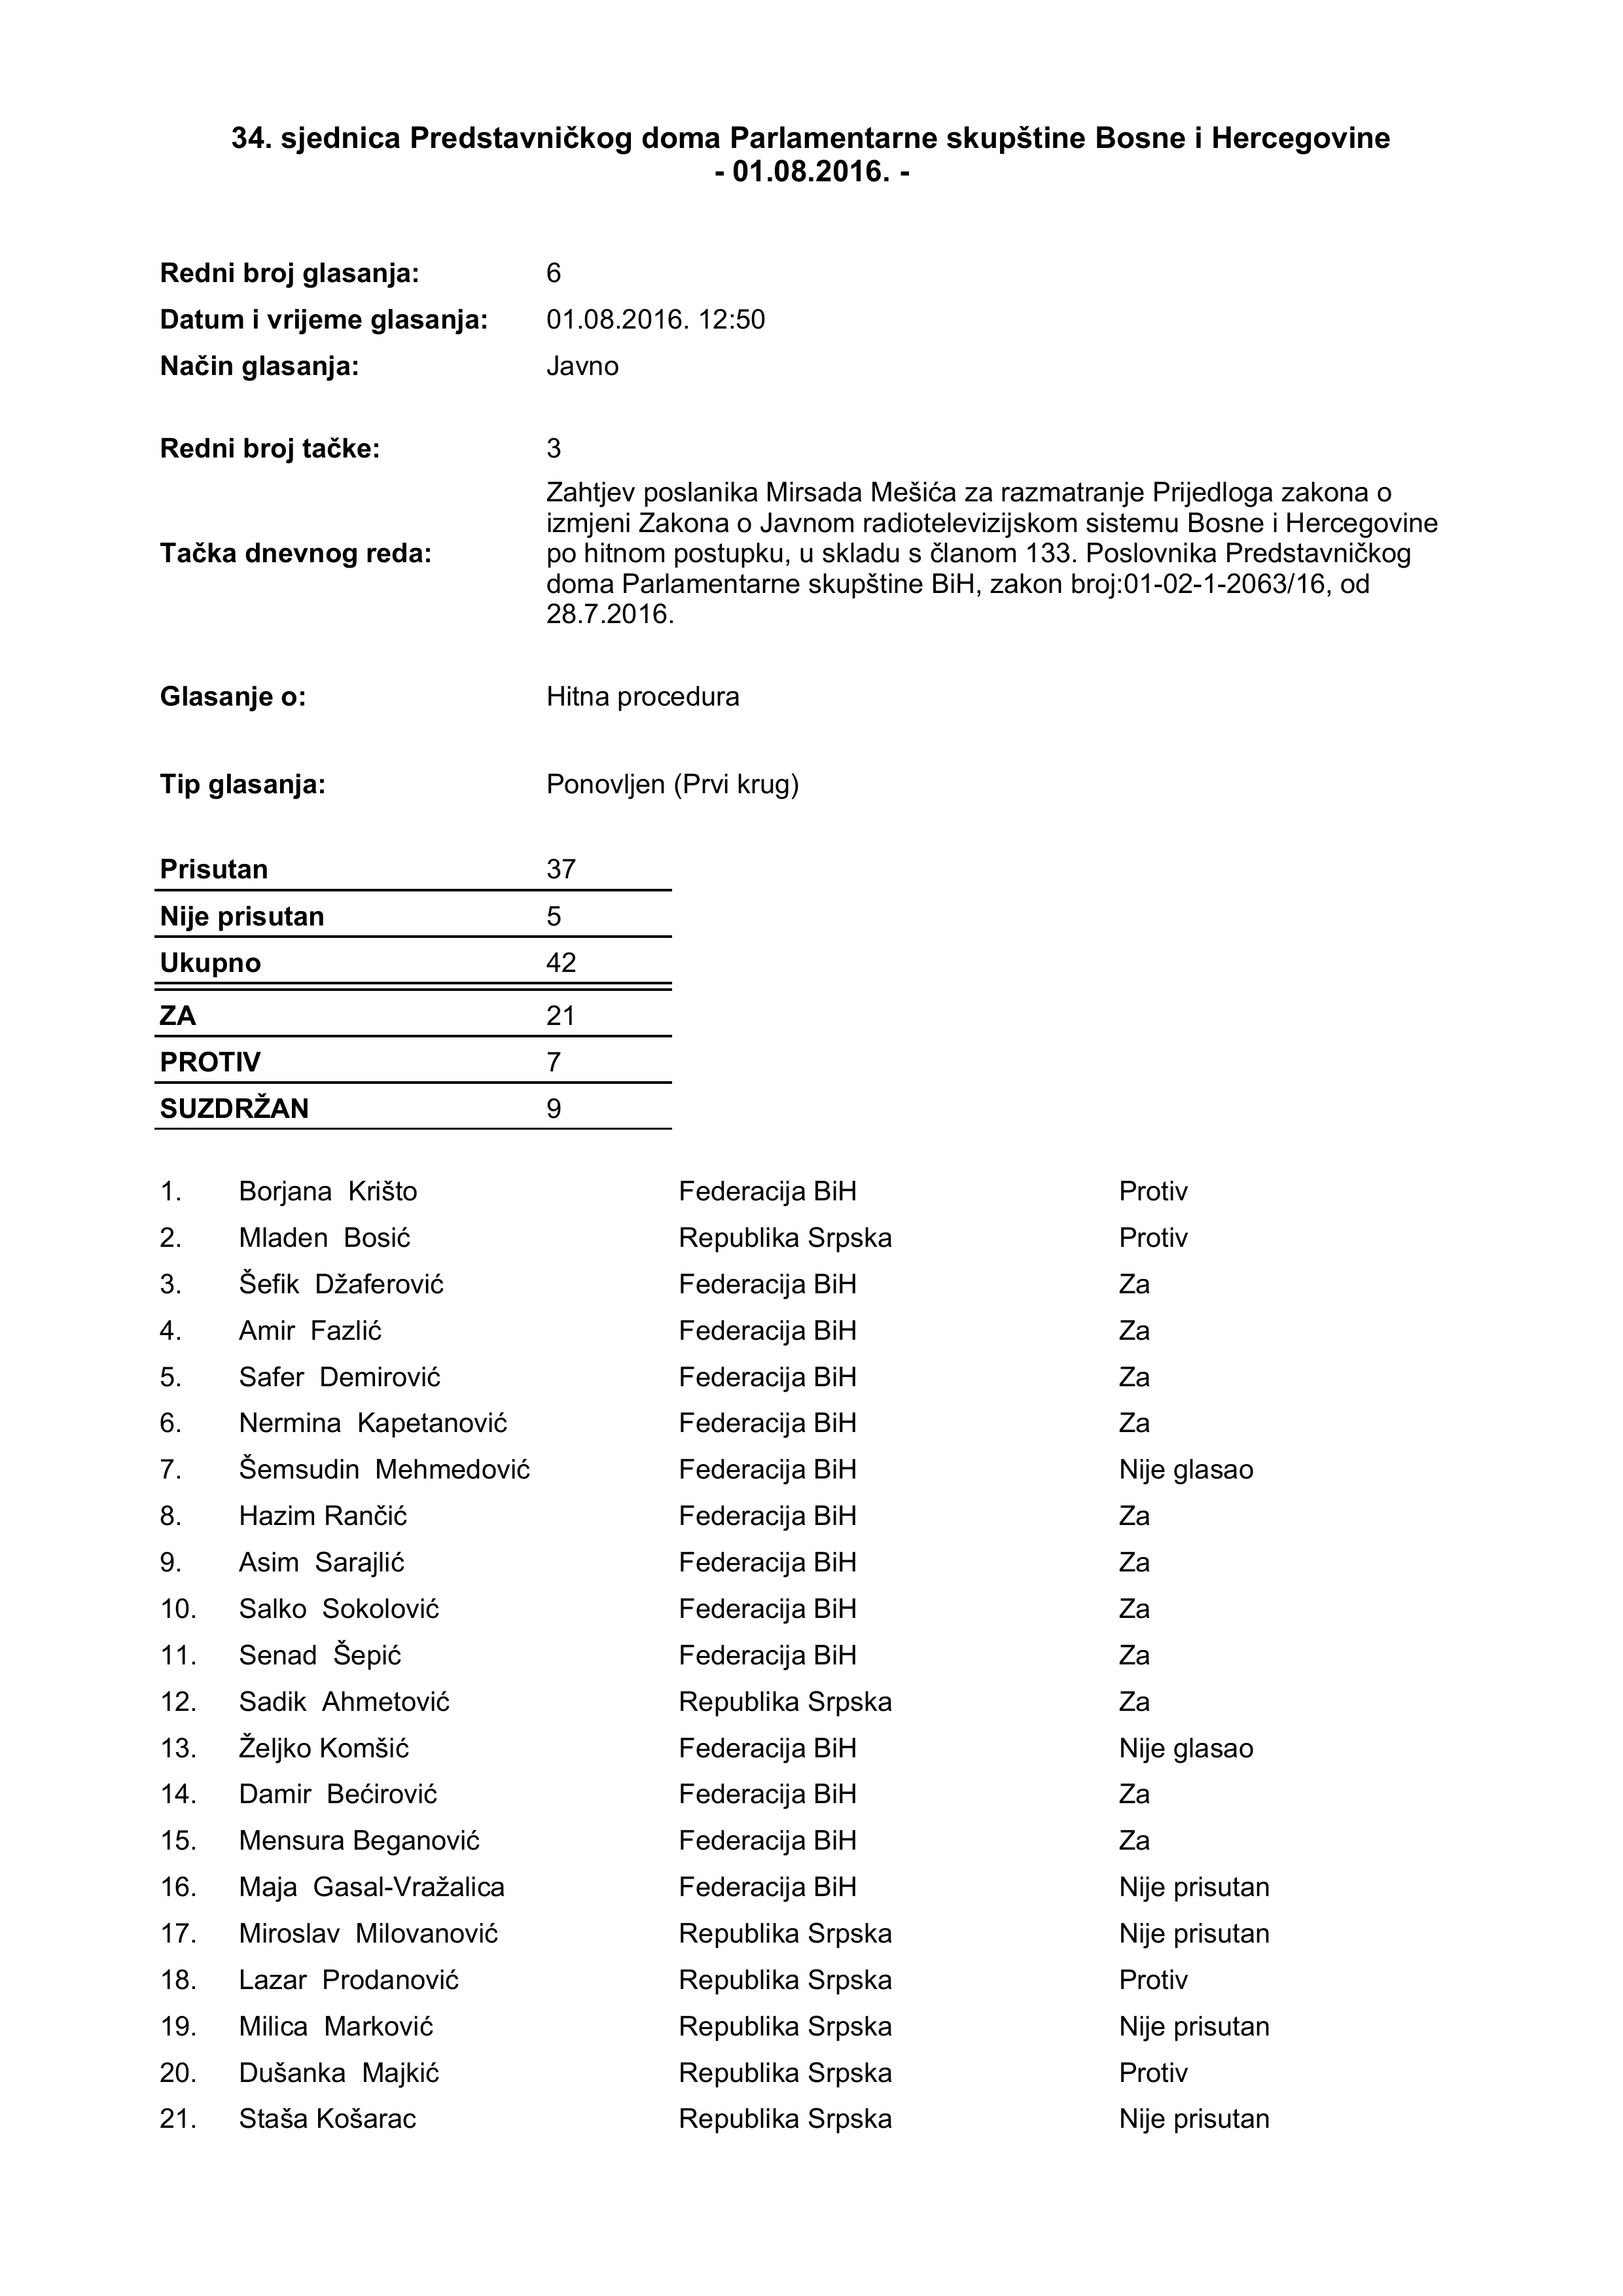 34. sjednica Predstavničkog doma Parlamentarne skupštine Bosne i Hercegovine
- 01.08.2016. -
Redni broj glasanja: 6
Datum i vrijeme glasanja: 01.08.2016. 12:50
Način glasanja: Javno
Redni broj tačke: 3
Tačka dnevnog reda: Zahtjev poslanika Mirsada Mešića za razmatranje Prijedloga zakona o
izmjeni Zakona o Javnom radiotelevizijskom sistemu Bosne i Hercegovine
po hitnom postupku, u skladu s članom 133. Poslovnika Predstavničkog
doma Parlamentarne skupštine BiH, zakon broj:01-02-1-2063/16, od
28.7.2016.
Glasanje o: Hitna procedura
Tip glasanja: Ponovljen (Prvi krug)
Prisutan 37
Nije prisutan 5
Ukupno 42
ZA 21
PROTIV 7
SUZDRŽAN 9
1. Borjana Krišto Federacija BiH Protiv
2. Mladen Bosić Republika Srpska Protiv
3. Šefik Džaferović Federacija BiH Za
4. Amir Fazlić Federacija BiH Za
5. Safer Demirović Federacija BiH Za
6. Nermina Kapetanović Federacija BiH Za
7. Šemsudin Mehmedović Federacija BiH Nije glasao
8. Hazim Rančić Federacija BiH Za
9. Asim Sarajlić Federacija BiH Za
10. Salko Sokolović Federacija BiH Za
11. Senad Šepić Federacija BiH Za
12. Sadik Ahmetović Republika Srpska Za
13. Željko Komšić Federacija BiH Nije glasao
14. Damir Bećirović Federacija BiH Za
15. Mensura Beganović Federacija BiH Za
16. Maja Gasal-Vražalica Federacija BiH Nije prisutan
17. Miroslav Milovanović Republika Srpska Nije prisutan
18. Lazar Prodanović Republika Srpska Protiv
19. Milica Marković Republika Srpska Nije prisutan
20. Dušanka Majkić Republika Srpska Protiv
21. Staša Košarac Republika Srpska Nije prisutan